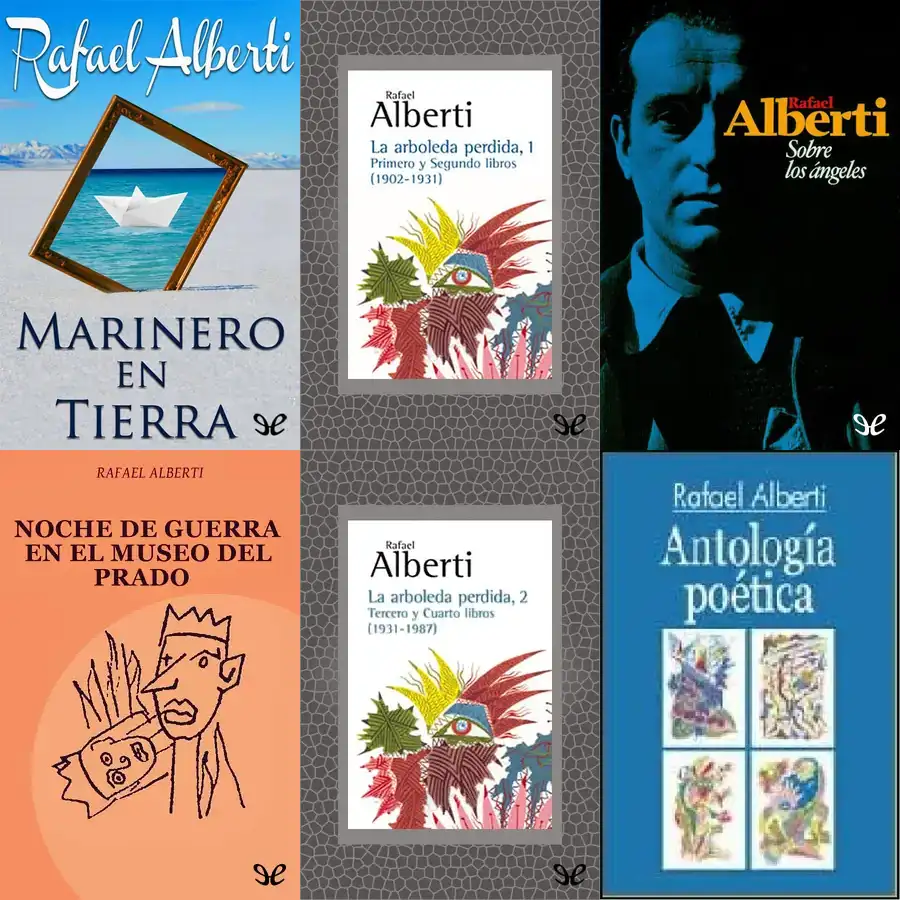 Rafael Alberti
MARINERO
EN
TIERRA
Rafael
Alberti
La arboleda perdida, 1
Primero y Segundo libros
(1902-1931)
Rafael
Alberti
Sobre
los ángeles
RAFAEL ALBERTI
NOCHE DE GUERRA
EN EL MUSEO DEL
PRADO
Rafael
Alberti
La arboleda perdida, 2
Tercero y Cuarto libros
(1931-1987)
Rafael Alberti
Antología
poética